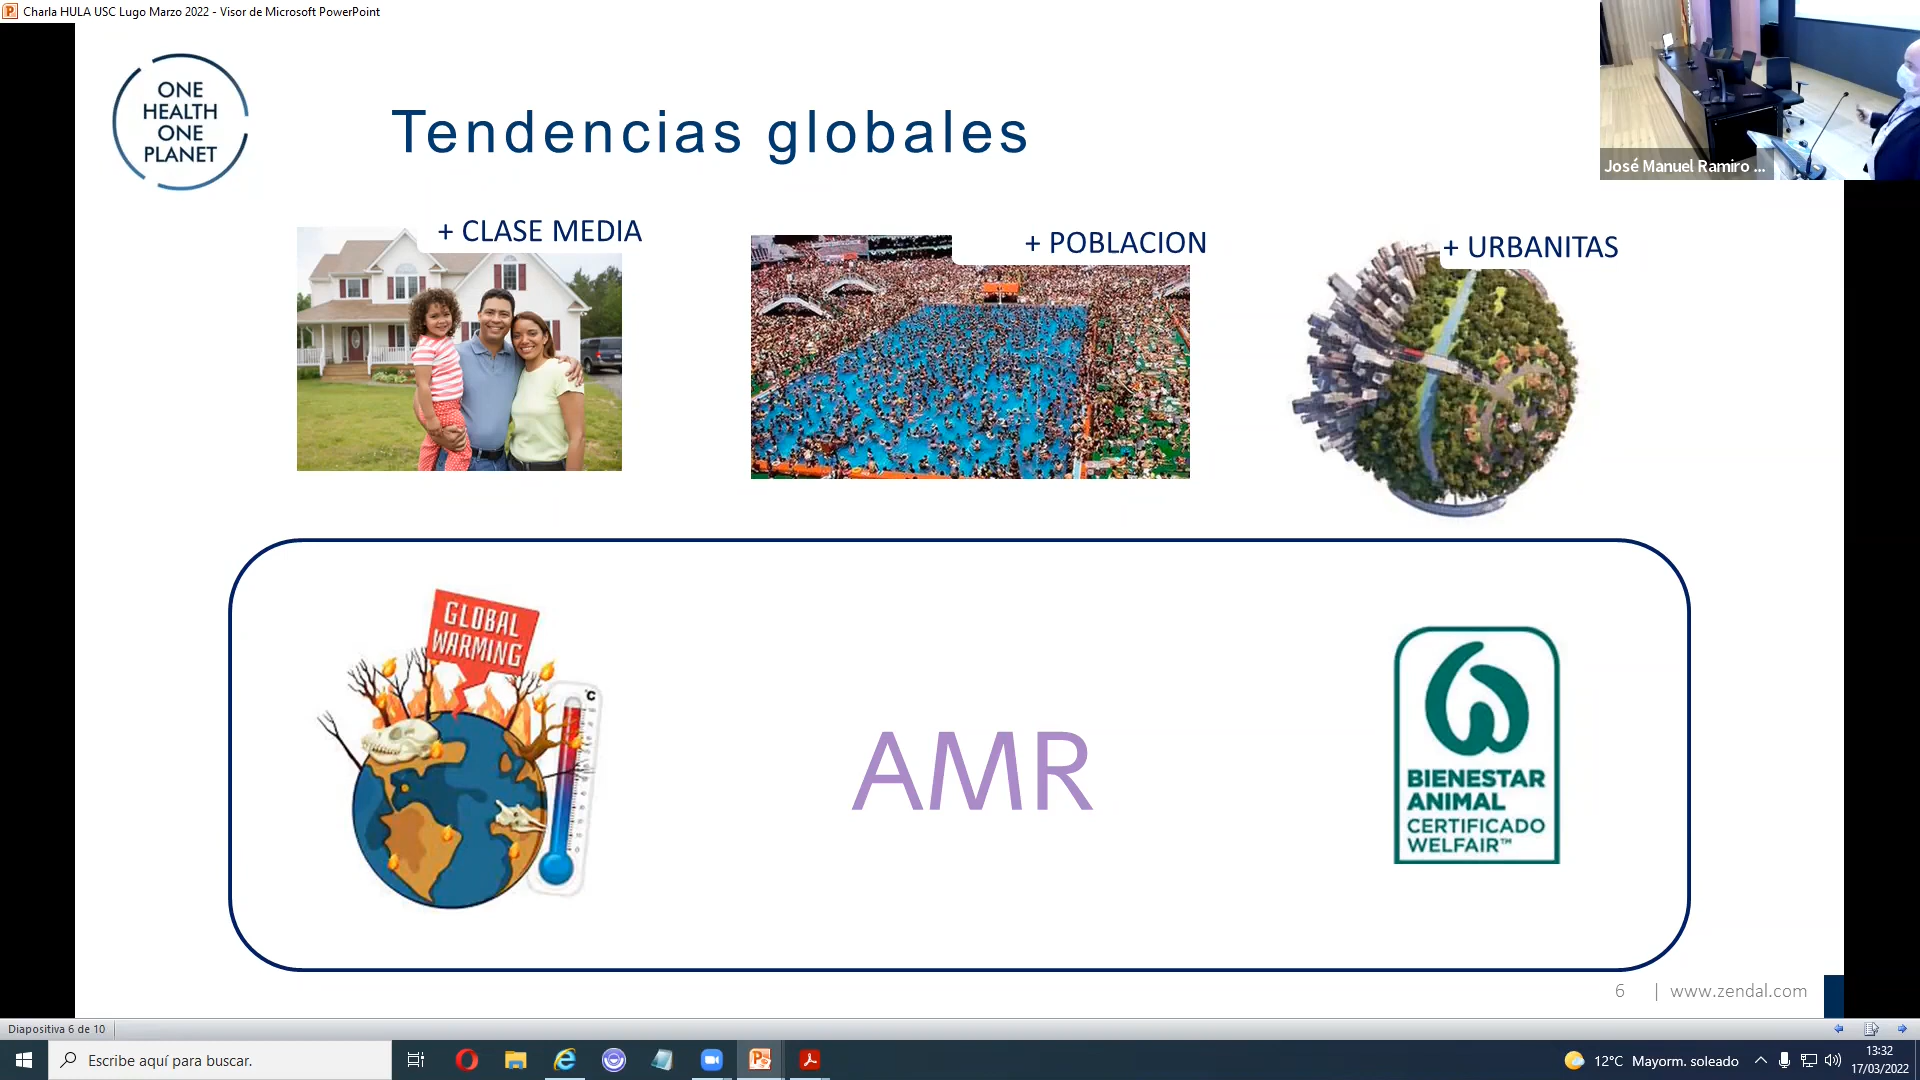 Charla HULA USC Lugo Marzo 2022 - Visor de Microsoft PowerPoint
ONE
HEALTH
ONE
PLANET
Tendencias globales
José Manuel Ramiro ...
+ CLASE MEDIA
+ POBLACION
+ URBANITAS
GLOBAL
WARMING
°C
AMR
BIENESTAR
ANIMAL
CERTIFICADO
WELFAIR™
6 | www.zendal.com
Diapositiva 6 de 10
Escribe aquí para buscar.
12°C Mayorm. soleado
13:32
17/03/2022